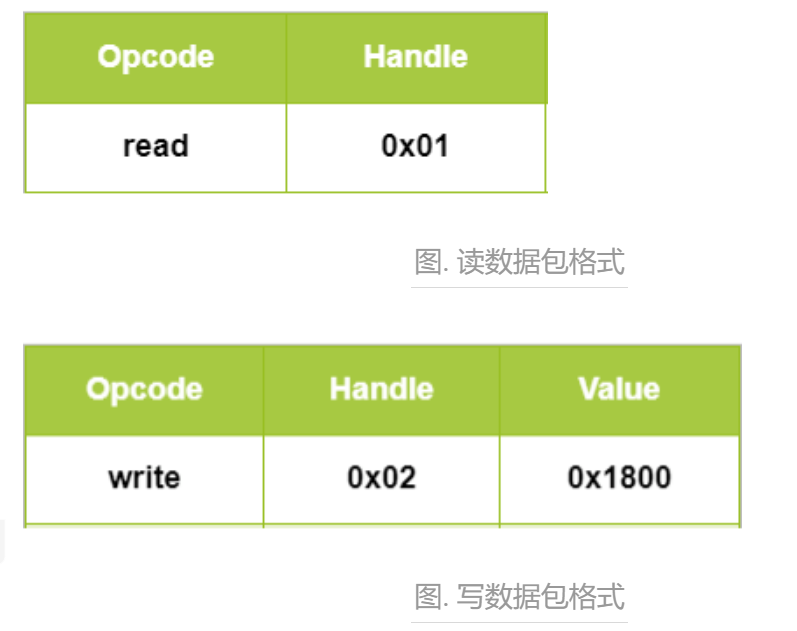 Opcode Handle
read 0x01
图. 读数据包格式
Opcode Handle Value
write 0x02 0x1800
图. 写数据包格式